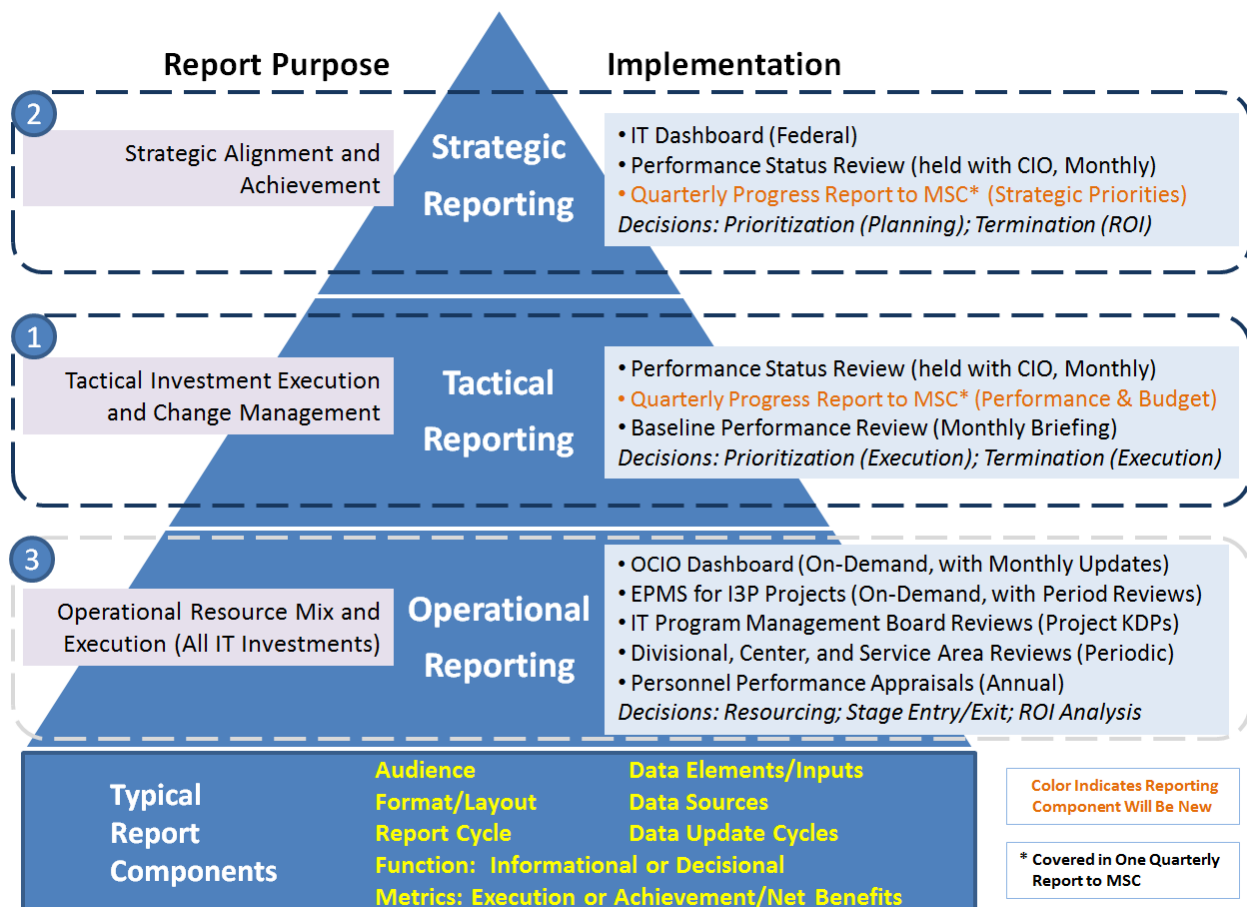 Report Purpose
Implementation
2
Strategic Alignment and
Achievement
Strategic
Reporting
• IT Dashboard (Federal)
• Performance Status Review (held with CIO, Monthly)
• Quarterly Progress Report to MSC* (Strategic Priorities)
Decisions: Prioritization (Planning); Termination (ROI)
1
Tactical Investment Execution
and Change Management
Tactical
Reporting
• Performance Status Review (held with CIO, Monthly)
• Quarterly Progress Report to MSC* (Performance & Budget)
• Baseline Performance Review (Monthly Briefing)
Decisions: Prioritization (Execution); Termination (Execution)
3
Operational Resource Mix and
Execution (All IT Investments)
Operational
Reporting
• OCIO Dashboard (On-Demand, with Monthly Updates)
• EPMS for I3P Projects (On-Demand, with Period Reviews)
• IT Program Management Board Reviews (Project KDPs)
• Divisional, Center, and Service Area Reviews (Periodic)
• Personnel Performance Appraisals (Annual)
Decisions: Resourcing; Stage Entry/Exit; ROI Analysis
Typical
Report
Components
Audience
Format/Layout
Report Cycle
Data Elements/Inputs
Data Sources
Data Update Cycles
Function: Informational or Decisional
Metrics: Execution or Achievement/Net Benefits
Color Indicates Reporting
Component Will Be New
* Covered in One Quarterly
Report to MSC